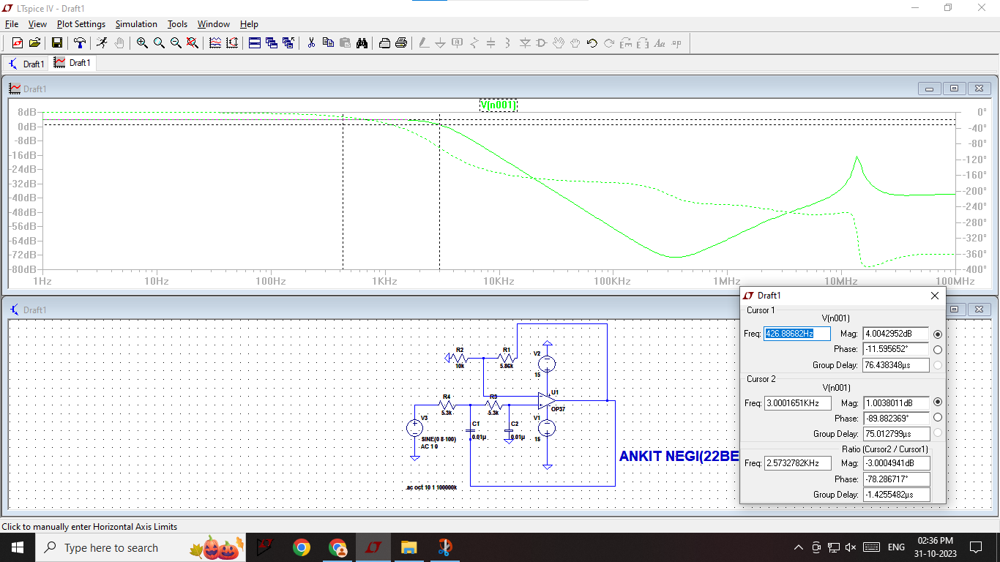 LTspice IV - Draft1
File View Plot Settings Simulation Tools Window Help
Draft1 Draft1
Draft1
V(n001)
8dB 0°
0dB -40°
-8dB -80°
-16dB -120°
-24dB -160°
-32dB -200°
-40dB -240°
-48dB -280°
-56dB -320°
-64dB -360°
-72dB -400°
-80dB
1Hz 10Hz 100Hz 1KHz 10KHz 100KHz 1MHz 10MHz 100MHz
Draft1
R2 R1 V2
10k 5.86k
15
U1
R4 R3
5.3k 5.3k OP37
V3 C1 C2 V1
0.01µ 0.01µ 15
SINE(0 8 100)
AC 1 0
ANKIT NEGI(22BE
.ac oct 10 1 100000k
Draft1
Cursor 1
V(n001)
Freq: 426.88682Hz Mag: 4.0042952dB
Phase: -11.595652°
Group Delay: 76.438348µs
Cursor 2
V(n001)
Freq: 3.0001651KHz Mag: 1.0038011dB
Phase: -89.882369°
Group Delay: 75.012799µs
Ratio (Cursor2 / Cursor1)
Freq: 2.5732782KHz Mag: -3.0004941dB
Phase: -78.286717°
Group Delay: -1.4255482µs
Click to manually enter Horizontal Axis Limits
Type here to search
ENG
02:36 PM
31-10-2023